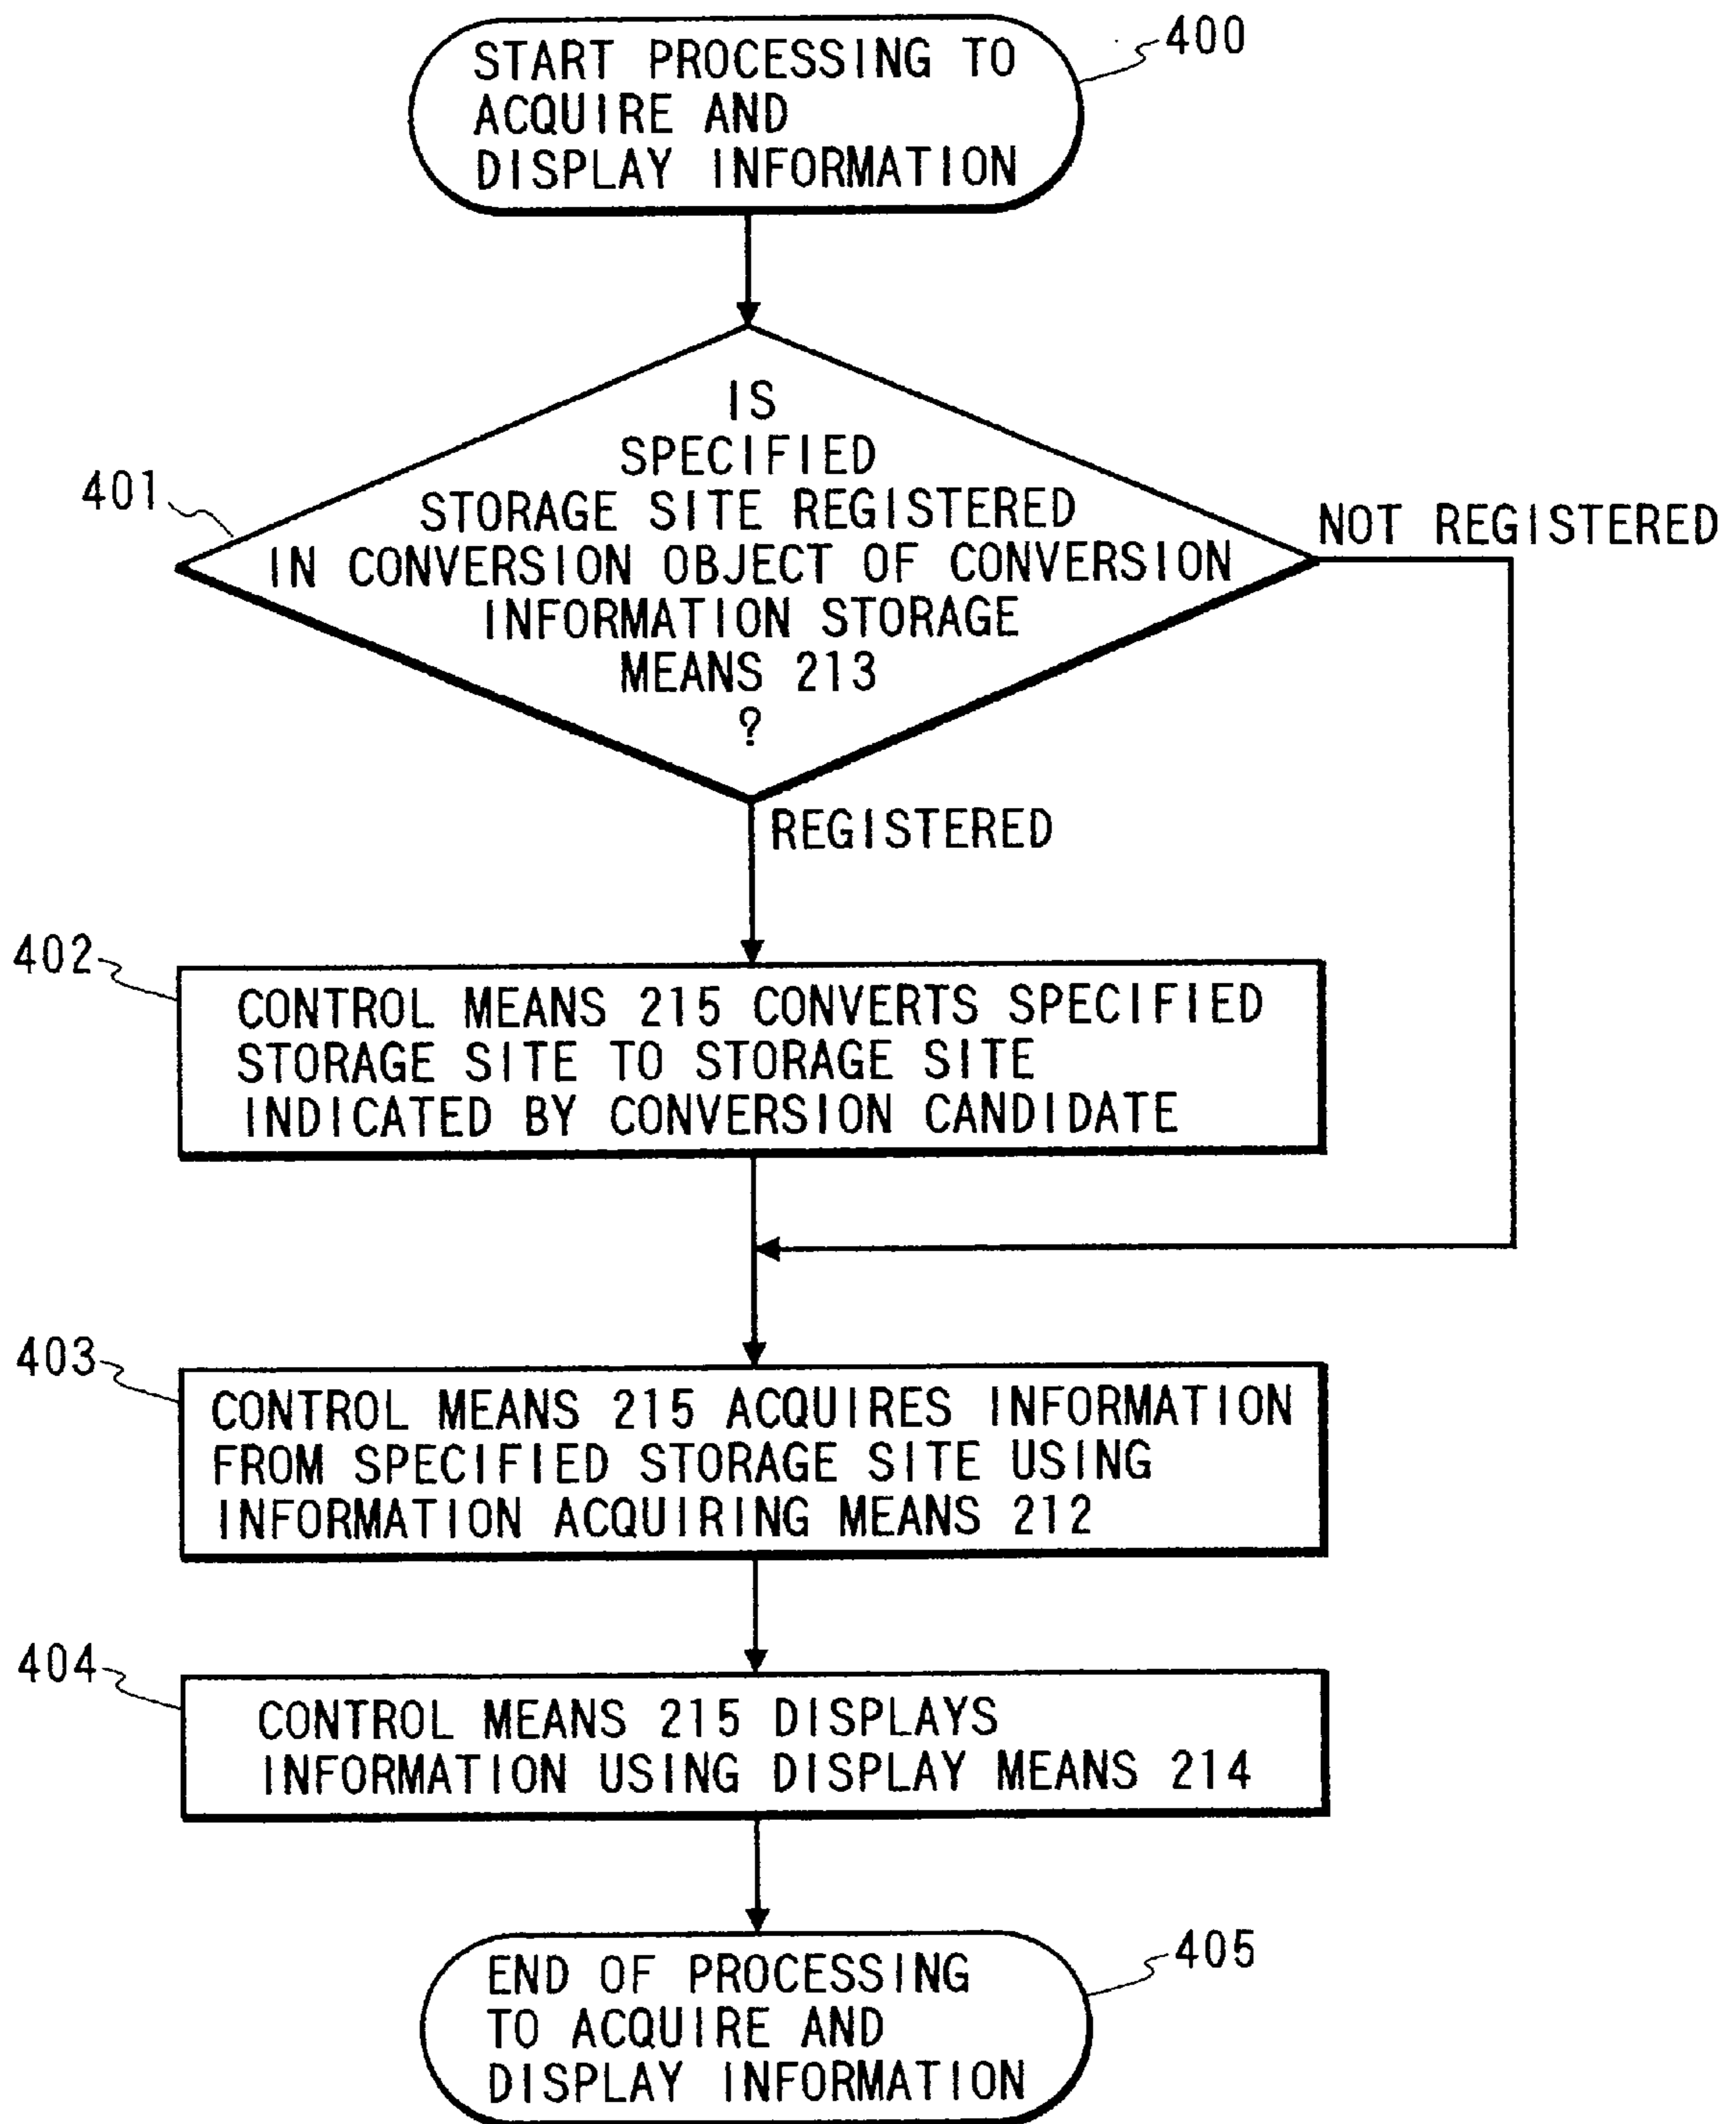 START PROCESSING TO
ACQUIRE AND
DISPLAY INFORMATION
400
IS
SPECIFIED
STORAGE SITE REGISTERED
IN CONVERSION OBJECT OF CONVERSION
INFORMATION STORAGE
MEANS 213
?
401
NOT REGISTERED
REGISTERED
402
CONTROL MEANS 215 CONVERTS SPECIFIED
STORAGE SITE TO STORAGE SITE
INDICATED BY CONVERSION CANDIDATE
403
CONTROL MEANS 215 ACQUIRES INFORMATION
FROM SPECIFIED STORAGE SITE USING
INFORMATION ACQUIRING MEANS 212
404
CONTROL MEANS 215 DISPLAYS
INFORMATION USING DISPLAY MEANS 214
END OF PROCESSING
TO ACQUIRE AND
DISPLAY INFORMATION
405